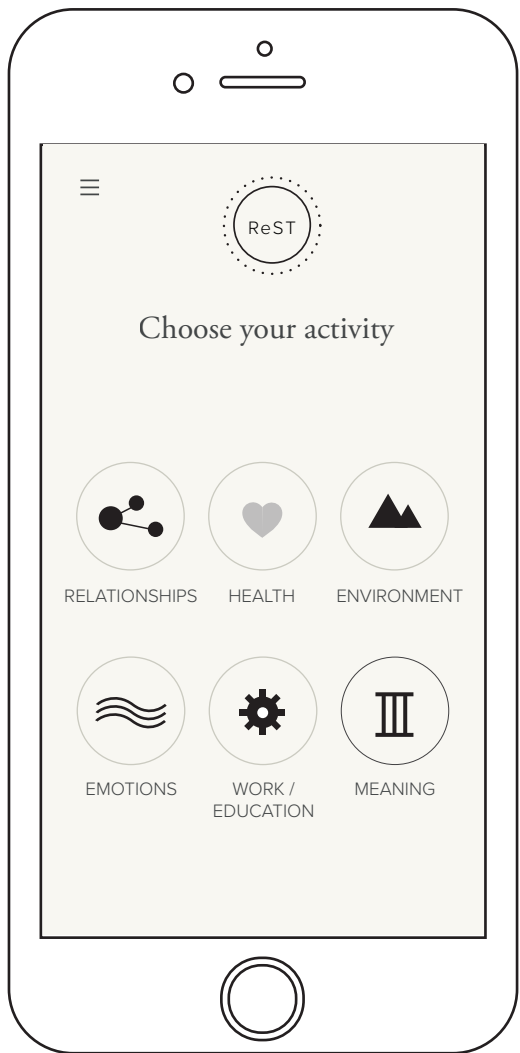 ReST
Choose your activity
RELATIONSHIPS
HEALTH
ENVIRONMENT
EMOTIONS
WORK /
EDUCATION
MEANING